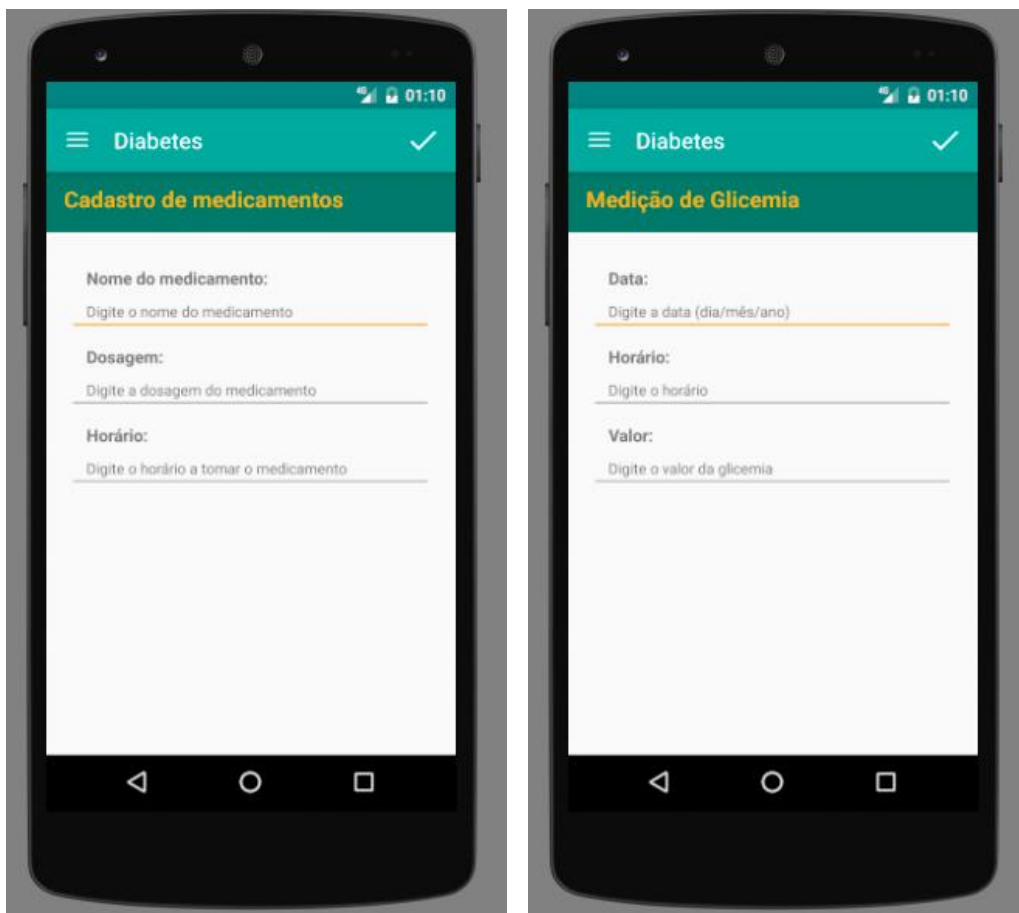 4G 01:10
Diabetes
Cadastro de medicamentos
Nome do medicamento:
Digite o nome do medicamento
Dosagem:
Digite a dosagem do medicamento
Horário:
Digite o horário a tomar o medicamento
4G 01:10
Diabetes
Medição de Glicemia
Data:
Digite a data (dia/mês/ano)
Horário:
Digite o horário
Valor:
Digite o valor da glicemia